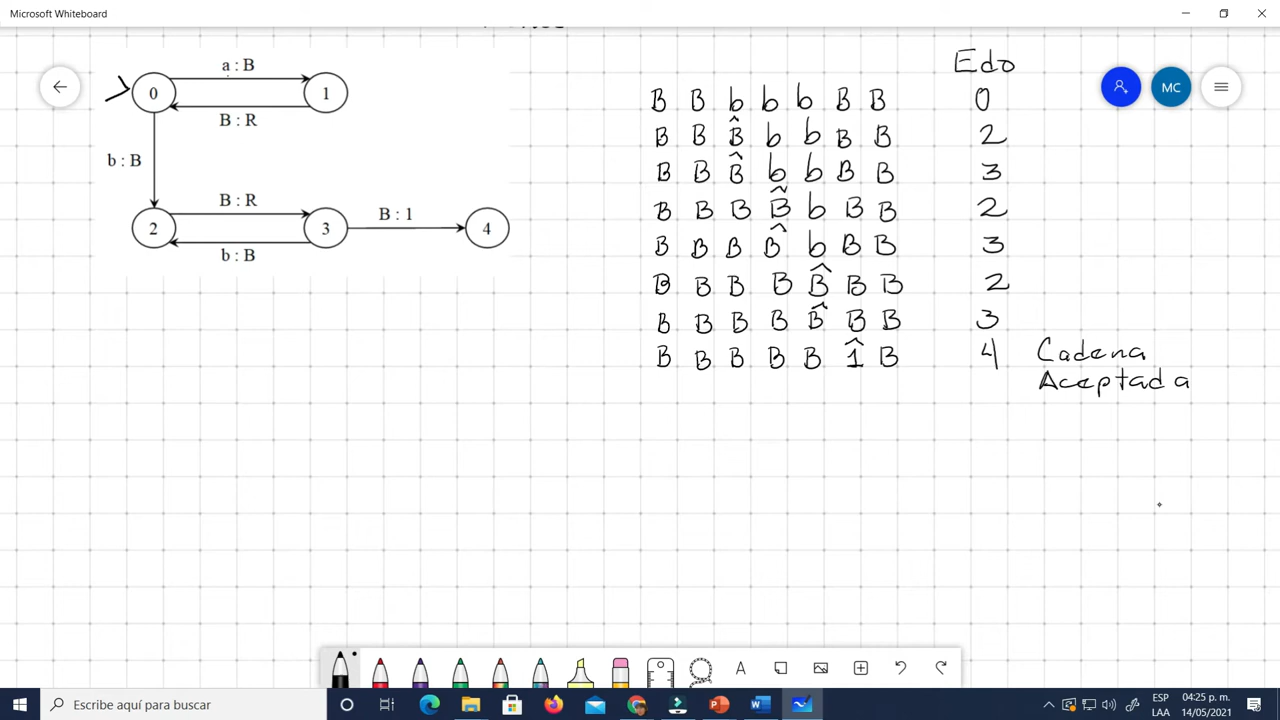 Microsoft Whiteboard
MC
a : B
0
1
B : R
b : B
B : R
B : 1
2
3
4
b : B
Edo
B B b b b B B 0
B B B̂ b b B B 2
B B B̂ b b B B 3
B B B B̂ b B B 2
B B B B̂ b B B 3
B B B B B̂ B B 2
B B B B B̂ B B 3
B B B B B 1̂ B 4 Cadena
Aceptada
A
Escribe aquí para buscar
ESP
LAA
04:25 p. m.
14/05/2021